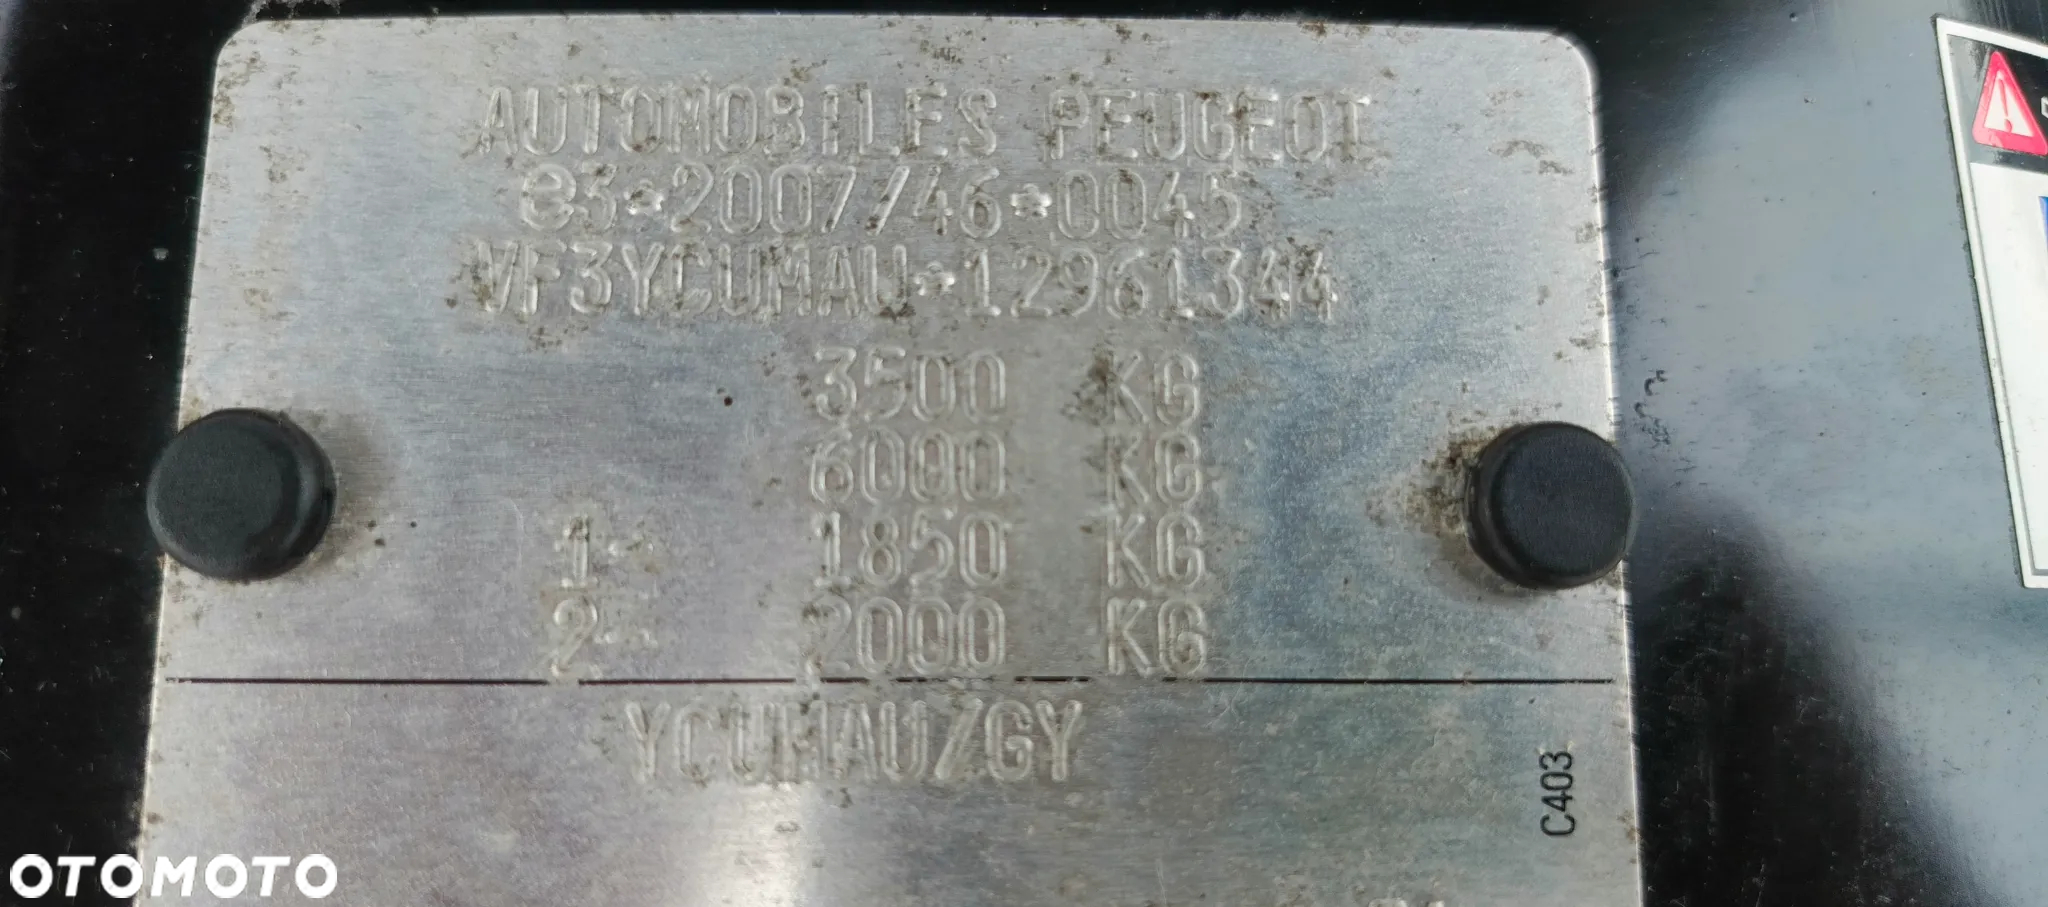 AUTOMOBILES PEUGEOT
e3*2007/46*0045
VF3YCUMAU*12961344
3500 KG
6000 KG
1- 1850 KG
2- 2000 KG
YCUMAU/GY
C403
OTOMOTO